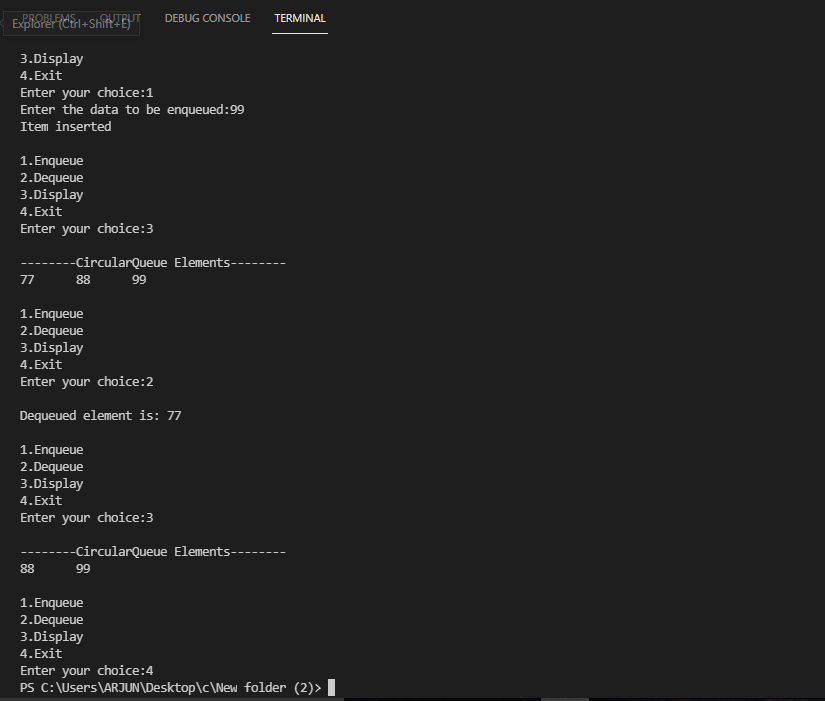 PROBLEMS OUTPUT DEBUG CONSOLE TERMINAL
Explorer (Ctrl+Shift+E)
3.Display
4.Exit
Enter your choice:1
Enter the data to be enqueued:99
Item inserted
1.Enqueue
2.Dequeue
3.Display
4.Exit
Enter your choice:3
--------CircularQueue Elements--------
77 88 99
1.Enqueue
2.Dequeue
3.Display
4.Exit
Enter your choice:2
Dequeued element is: 77
1.Enqueue
2.Dequeue
3.Display
4.Exit
Enter your choice:3
--------CircularQueue Elements--------
88 99
1.Enqueue
2.Dequeue
3.Display
4.Exit
Enter your choice:4
PS C:\Users\ARJUN\Desktop\c\New folder (2)>